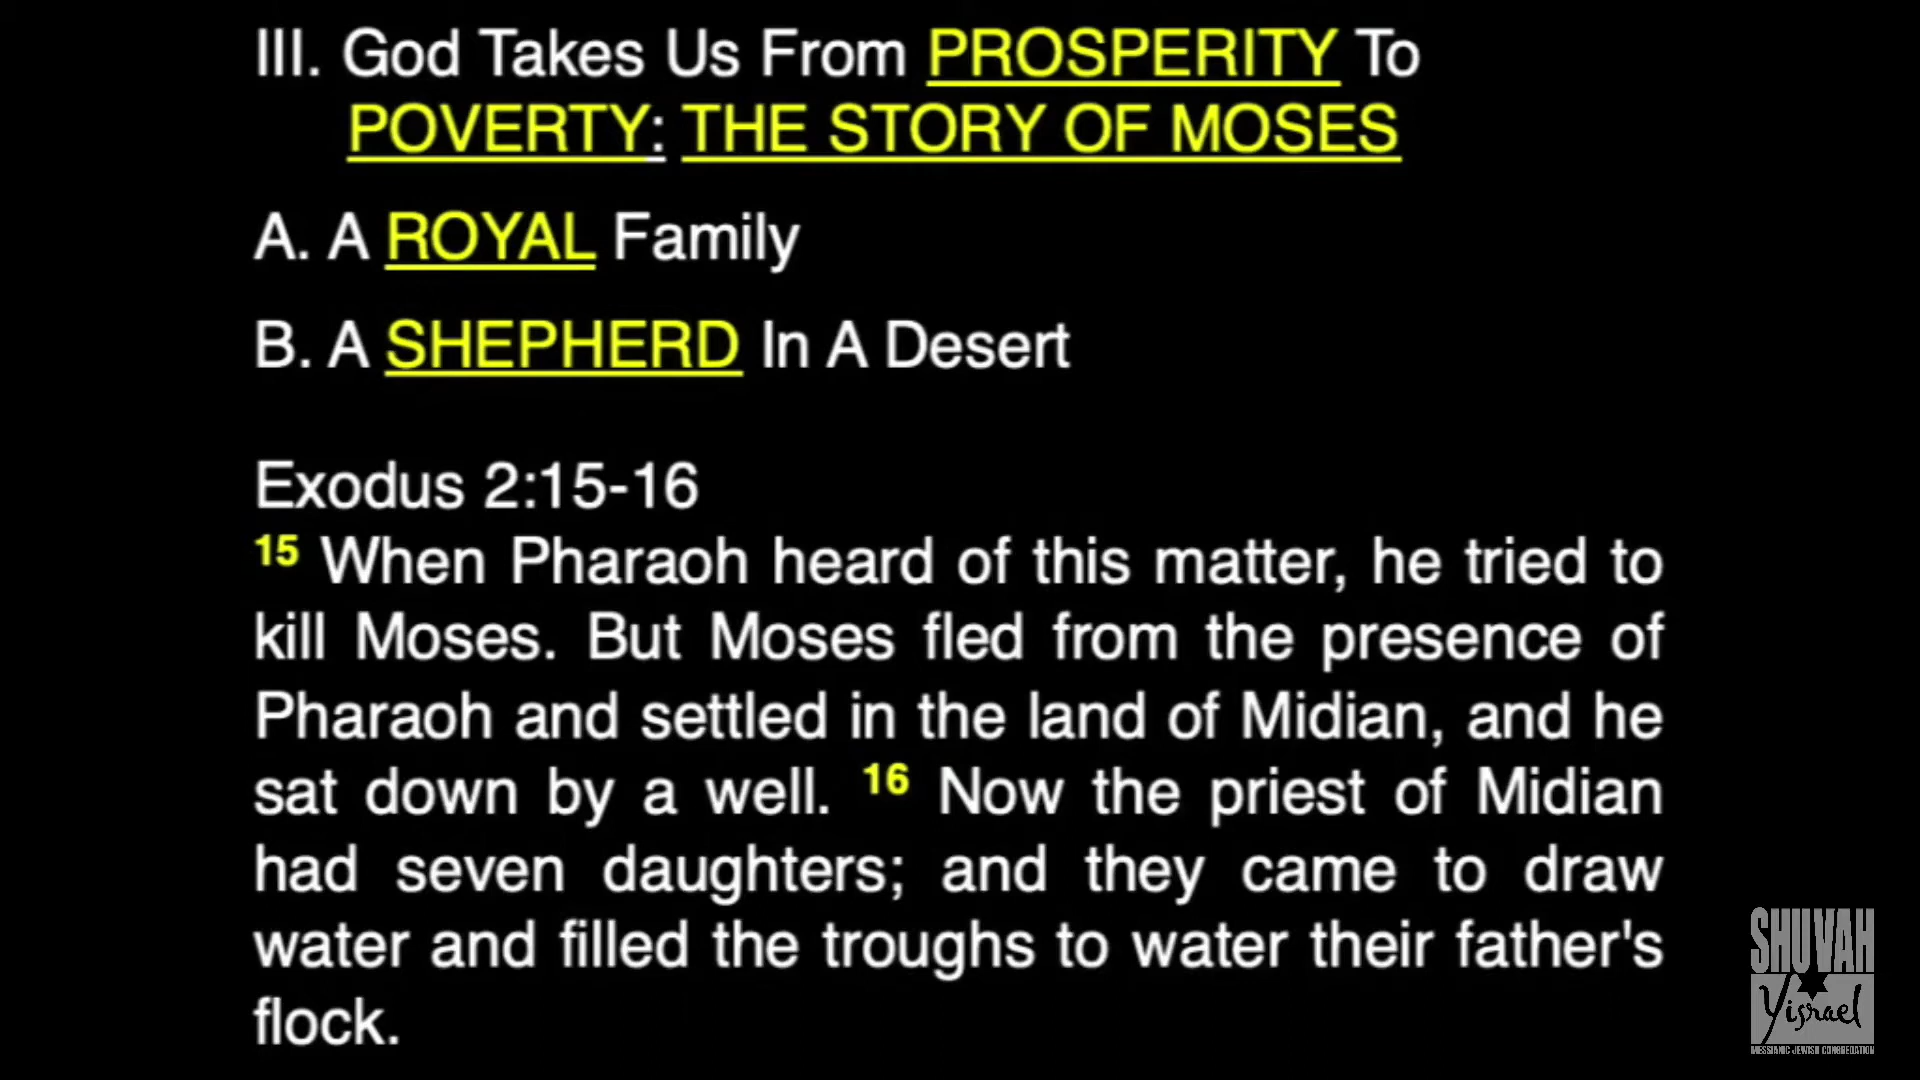 III. God Takes Us From PROSPERITY To
POVERTY: THE STORY OF MOSES
A. A ROYAL Family
B. A SHEPHERD In A Desert
Exodus 2:15-16
15 When Pharaoh heard of this matter, he tried to
kill Moses. But Moses fled from the presence of
Pharaoh and settled in the land of Midian, and he
sat down by a well. 16 Now the priest of Midian
had seven daughters; and they came to draw
water and filled the troughs to water their father's
flock.
SHUVAH
Yisrael
MESSIANIC JEWISH CONGREGATION